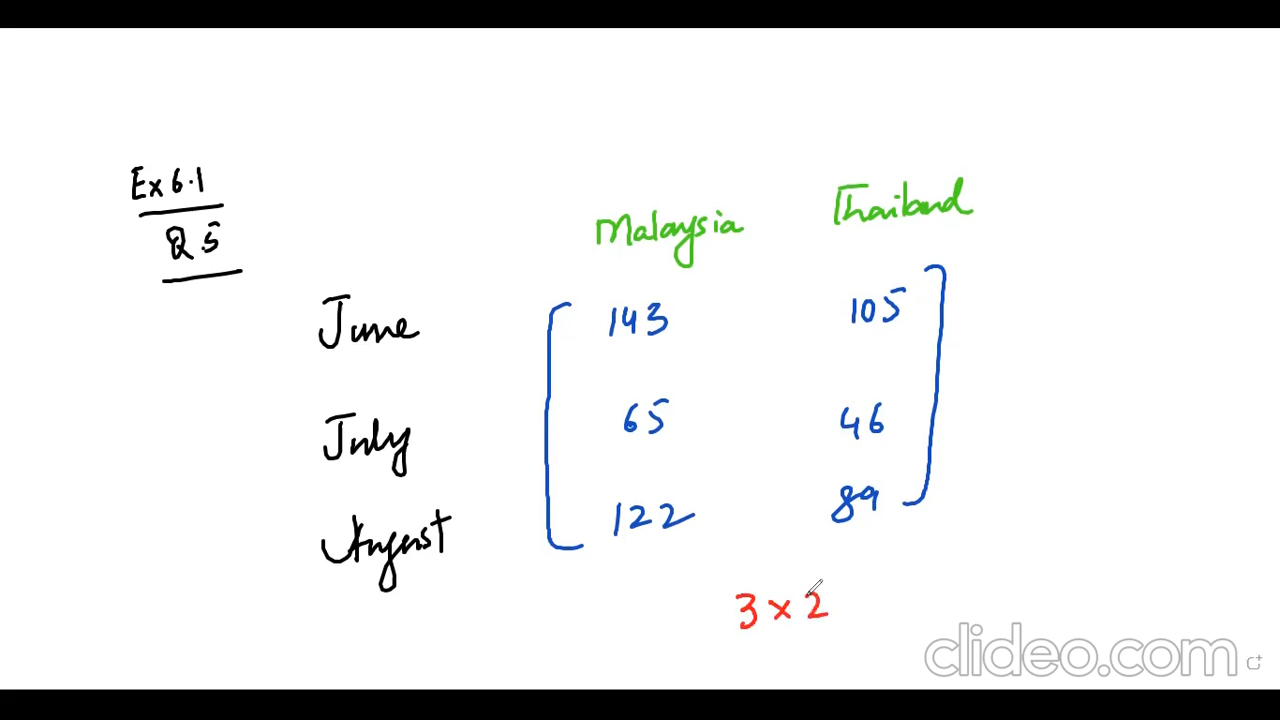 Ex 6.1
Q.5
Malaysia Thailand
June 143 105
July 65 46
August 122 89
3 × 2
clideo.com